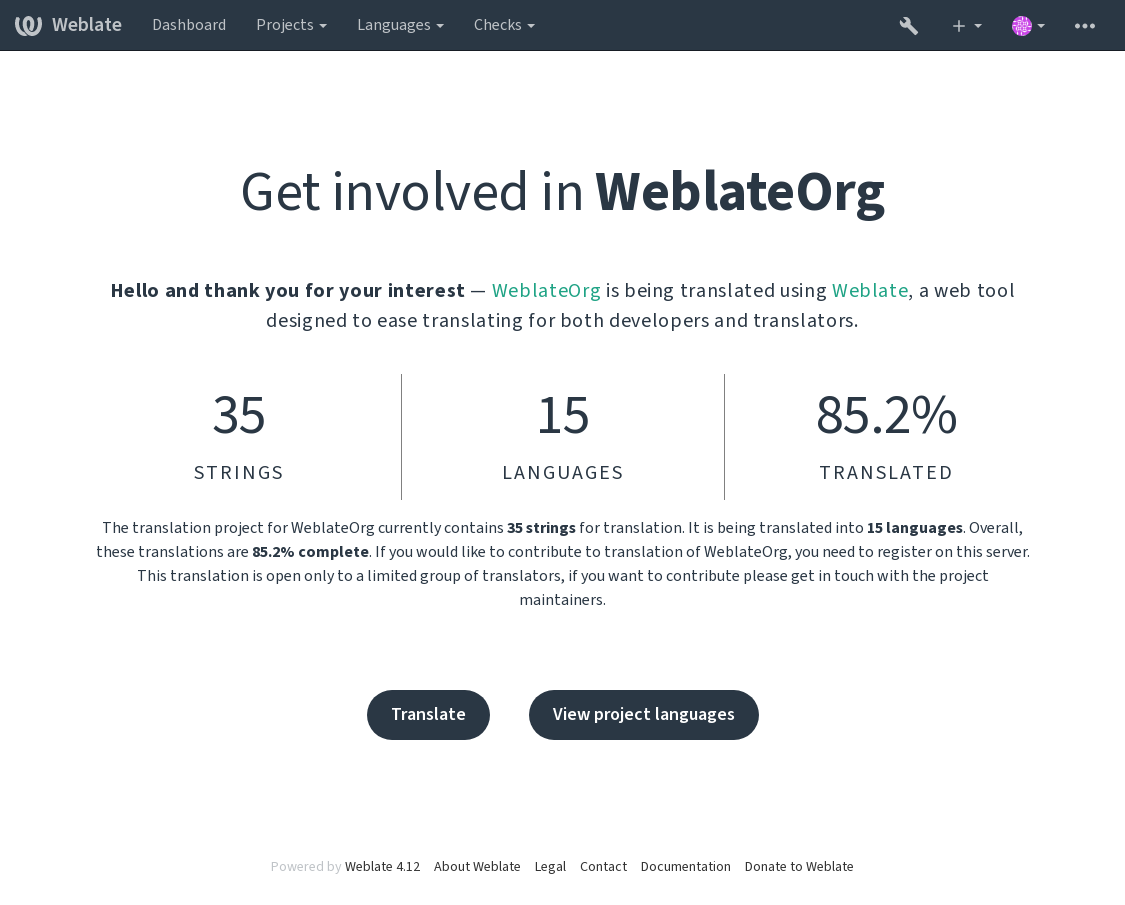 Weblate Dashboard Projects Languages Checks
Get involved in WeblateOrg
Hello and thank you for your interest — WeblateOrg is being translated using Weblate, a web tool
designed to ease translating for both developers and translators.
35 15 85.2%
STRINGS LANGUAGES TRANSLATED
The translation project for WeblateOrg currently contains 35 strings for translation. It is being translated into 15 languages. Overall,
these translations are 85.2% complete. If you would like to contribute to translation of WeblateOrg, you need to register on this server.
This translation is open only to a limited group of translators, if you want to contribute please get in touch with the project
maintainers.
Translate View project languages
Powered by Weblate 4.12 About Weblate Legal Contact Documentation Donate to Weblate